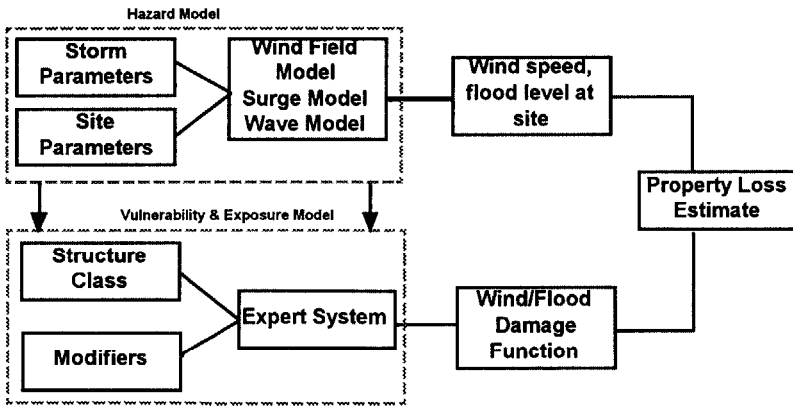 Hazard Model
Storm
Parameters
Site
Parameters
Wind Field
Model
Surge Model
Wave Model
Wind speed,
flood level at
site
Property Loss
Estimate
Vulnerability & Exposure Model
Structure
Class
Modifiers
Expert System
Wind/Flood
Damage
Function